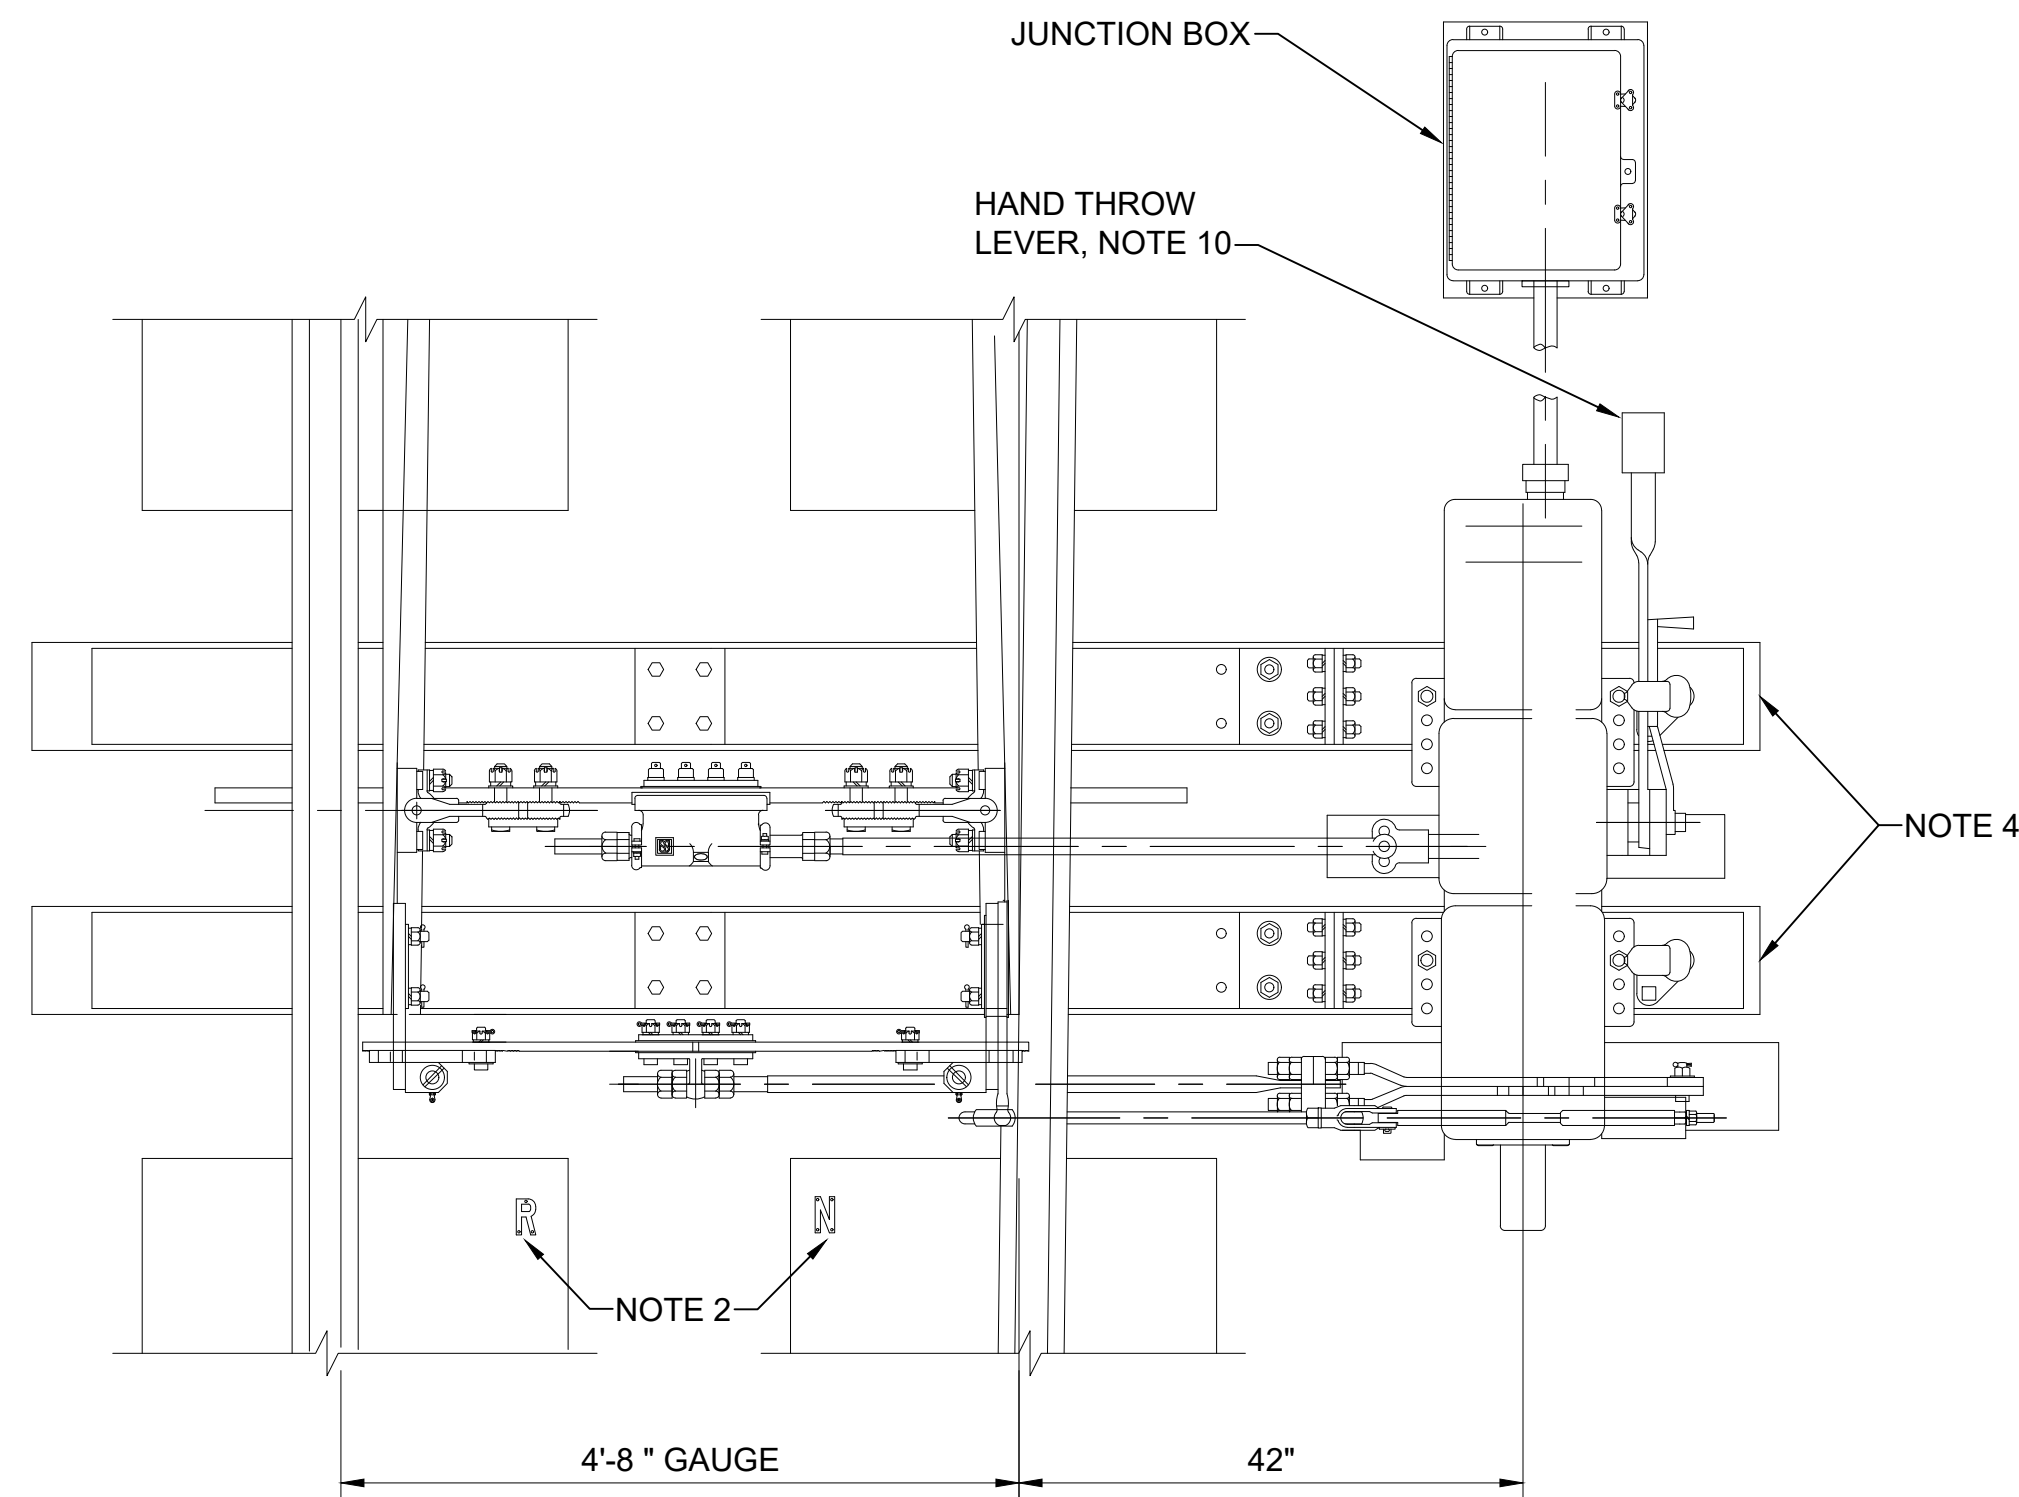 JUNCTION BOX
HAND THROW
LEVER, NOTE 10
NOTE 4
R
N
NOTE 2
4'-8 " GAUGE
42"